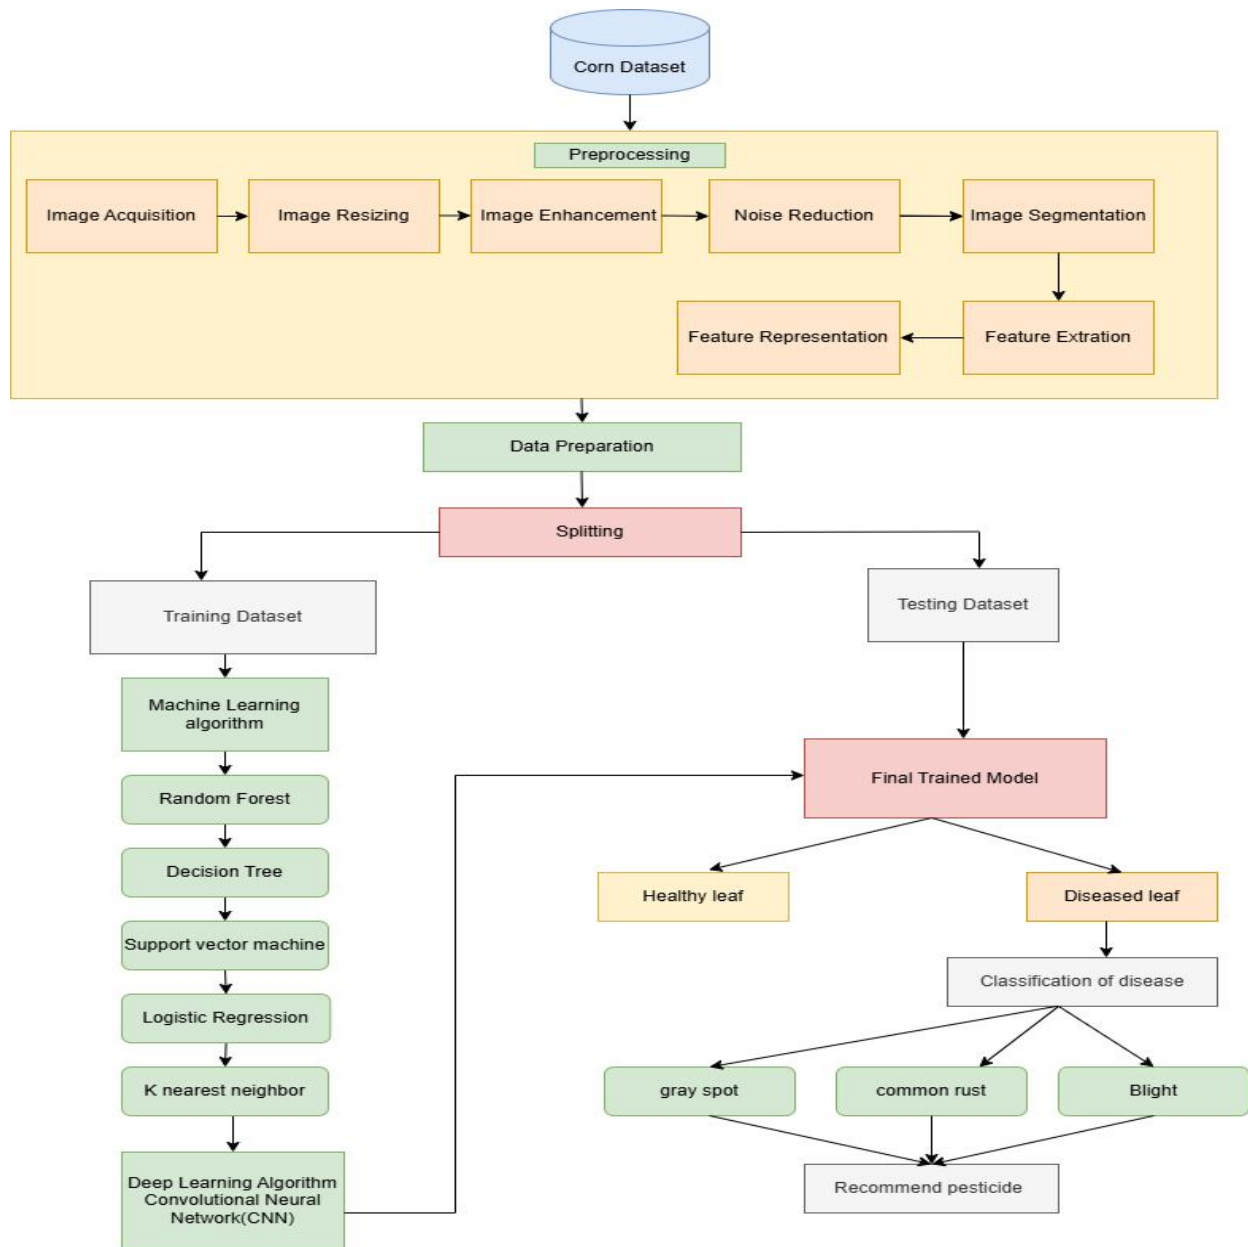 Corn Dataset
Preprocessing
Image Acquisition
Image Resizing
Image Enhancement
Noise Reduction
Image Segmentation
Feature Representation
Feature Extration
Data Preparation
Splitting
Training Dataset
Testing Dataset
Machine Learning
algorithm
Random Forest
Decision Tree
Support vector machine
Logistic Regression
K nearest neighbor
Deep Learning Algorithm
Convolutional Neural
Network(CNN)
Final Trained Model
Healthy leaf
Diseased leaf
Classification of disease
gray spot
common rust
Blight
Recommend pesticide